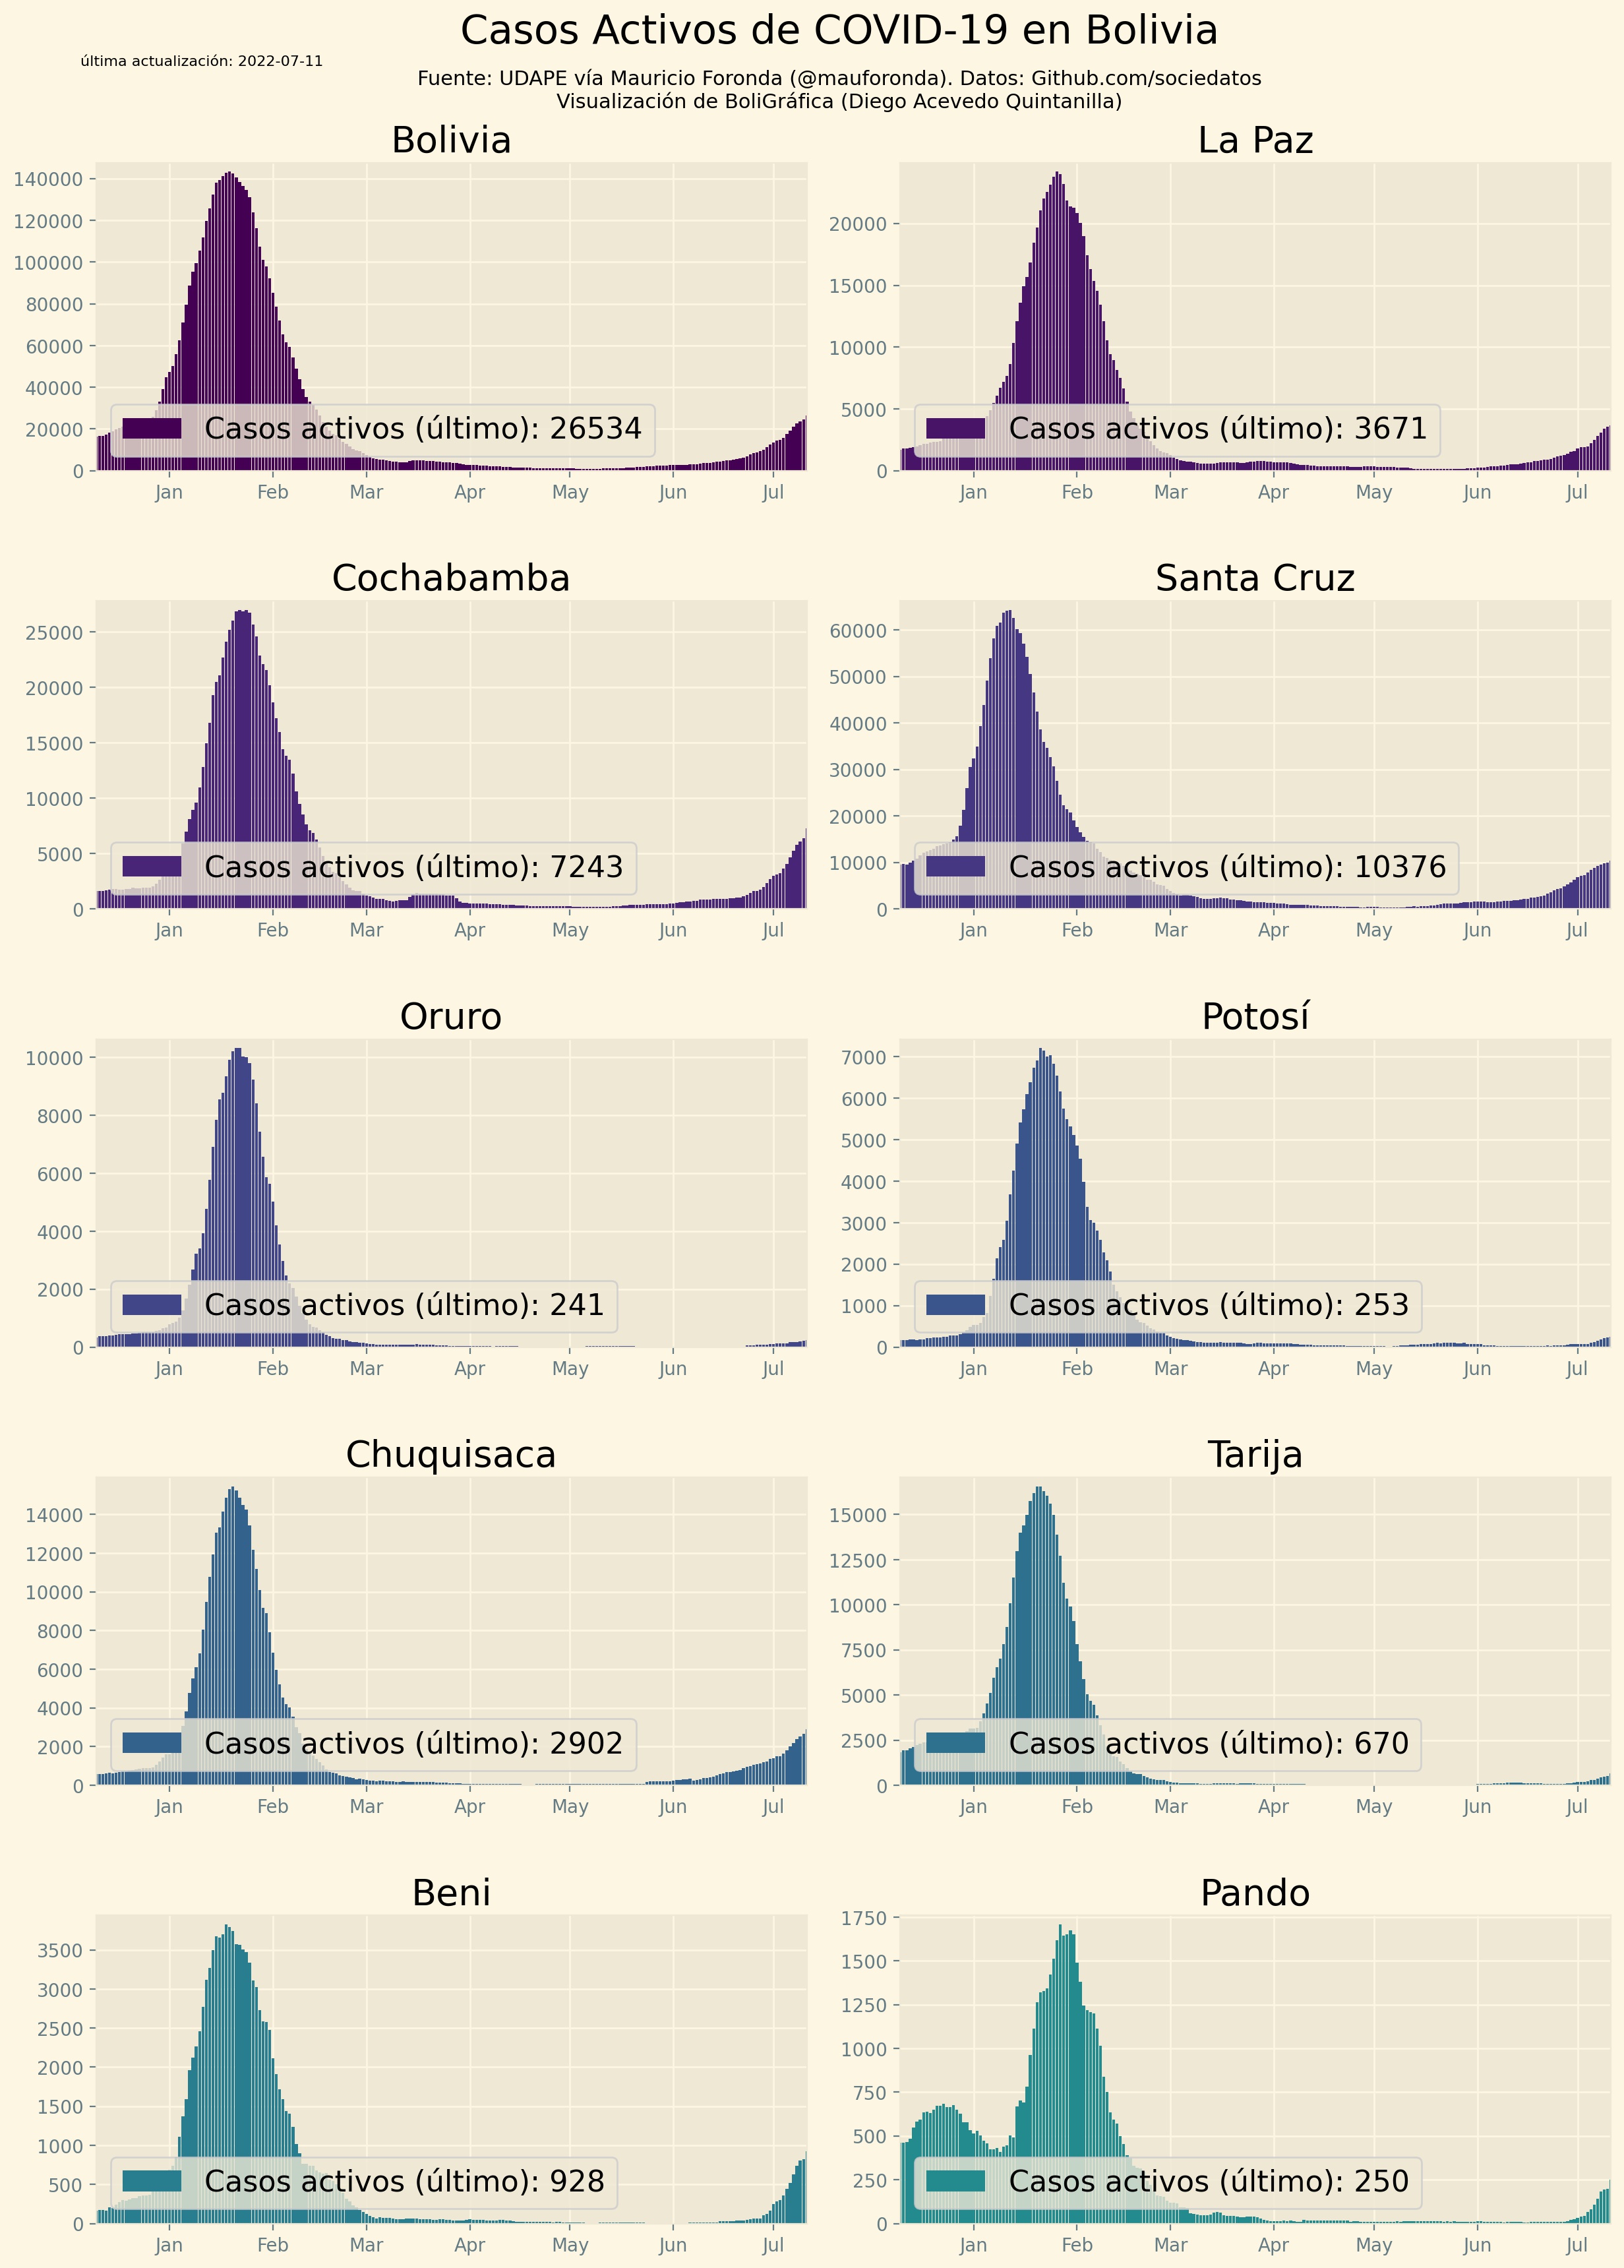 Casos Activos de COVID-19 en Bolivia
última actualización: 2022-07-11
Fuente: UDAPE vía Mauricio Foronda (@mauforonda). Datos: Github.com/sociedatos
Visualización de BoliGráfica (Diego Acevedo Quintanilla)
Bolivia
140000
120000
100000
80000
60000
40000
20000
0
Casos activos (último): 26534
Jan Feb Mar Apr May Jun Jul
La Paz
20000
15000
10000
5000
0
Casos activos (último): 3671
Jan Feb Mar Apr May Jun Jul
Cochabamba
25000
20000
15000
10000
5000
0
Casos activos (último): 7243
Jan Feb Mar Apr May Jun Jul
Santa Cruz
60000
50000
40000
30000
20000
10000
0
Casos activos (último): 10376
Jan Feb Mar Apr May Jun Jul
Oruro
10000
8000
6000
4000
2000
0
Casos activos (último): 241
Jan Feb Mar Apr May Jun Jul
Potosí
7000
6000
5000
4000
3000
2000
1000
0
Casos activos (último): 253
Jan Feb Mar Apr May Jun Jul
Chuquisaca
14000
12000
10000
8000
6000
4000
2000
0
Casos activos (último): 2902
Jan Feb Mar Apr May Jun Jul
Tarija
15000
12500
10000
7500
5000
2500
0
Casos activos (último): 670
Jan Feb Mar Apr May Jun Jul
Beni
3500
3000
2500
2000
1500
1000
500
0
Casos activos (último): 928
Jan Feb Mar Apr May Jun Jul
Pando
1750
1500
1250
1000
750
500
250
0
Casos activos (último): 250
Jan Feb Mar Apr May Jun Jul